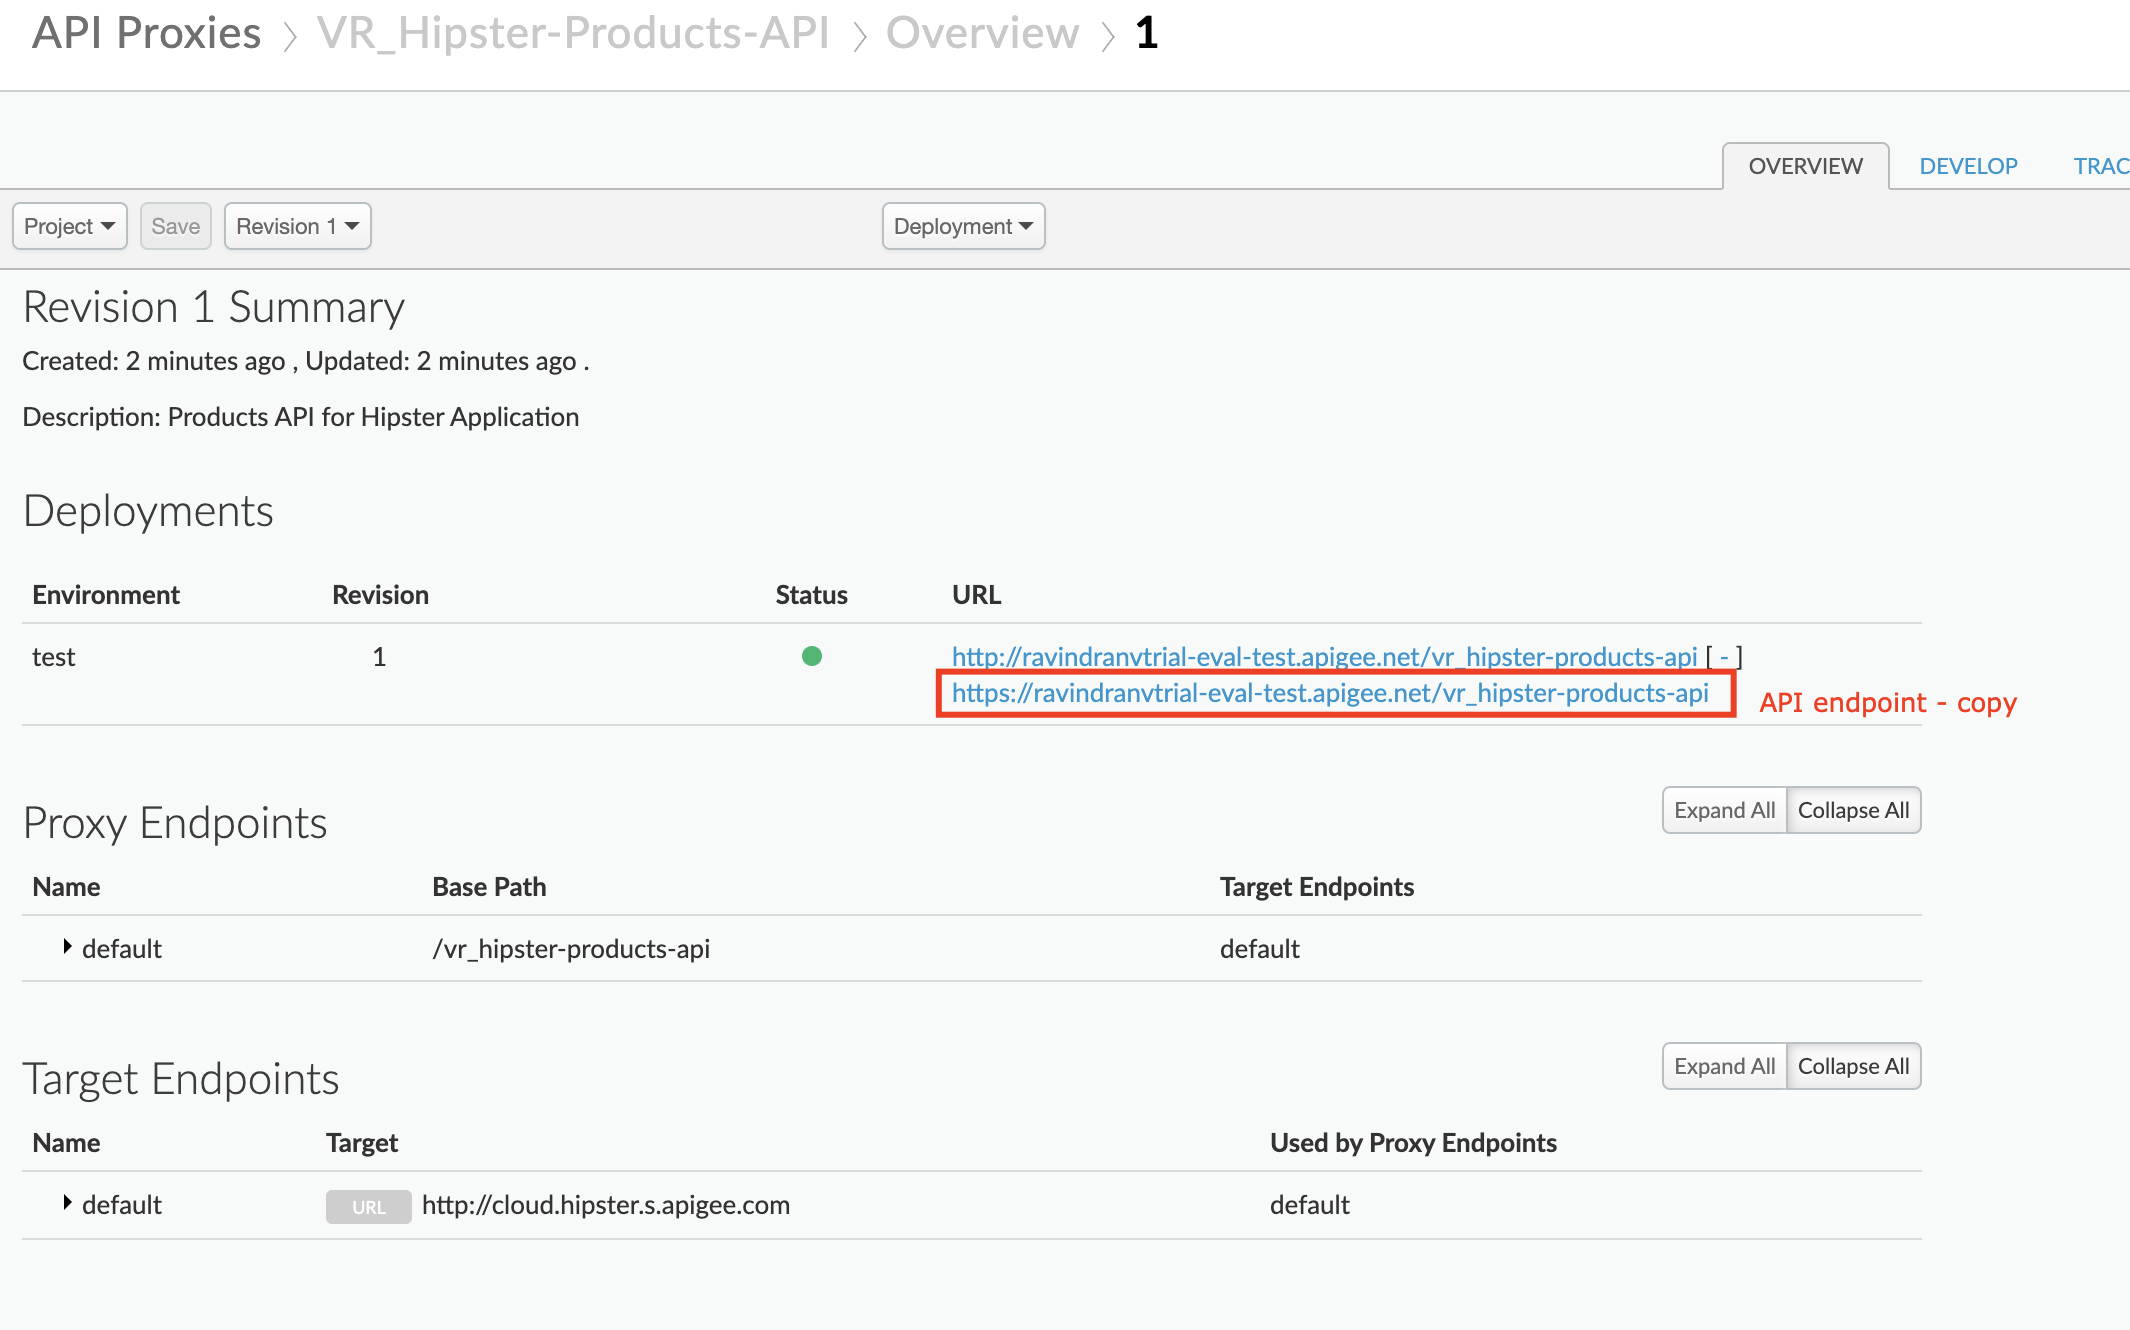 API Proxies > VR_Hipster-Products-API > Overview > 1
OVERVIEW DEVELOP TRAC
Project Save Revision 1 Deployment
Revision 1 Summary
Created: 2 minutes ago , Updated: 2 minutes ago .
Description: Products API for Hipster Application
Deployments
Environment Revision Status URL
test 1 http://ravindranvtrial-eval-test.apigee.net/vr_hipster-products-api [ - ]
https://ravindranvtrial-eval-test.apigee.net/vr_hipster-products-api API endpoint - copy
Proxy Endpoints Expand All Collapse All
Name Base Path Target Endpoints
default /vr_hipster-products-api default
Target Endpoints Expand All Collapse All
Name Target Used by Proxy Endpoints
default URL http://cloud.hipster.s.apigee.com default